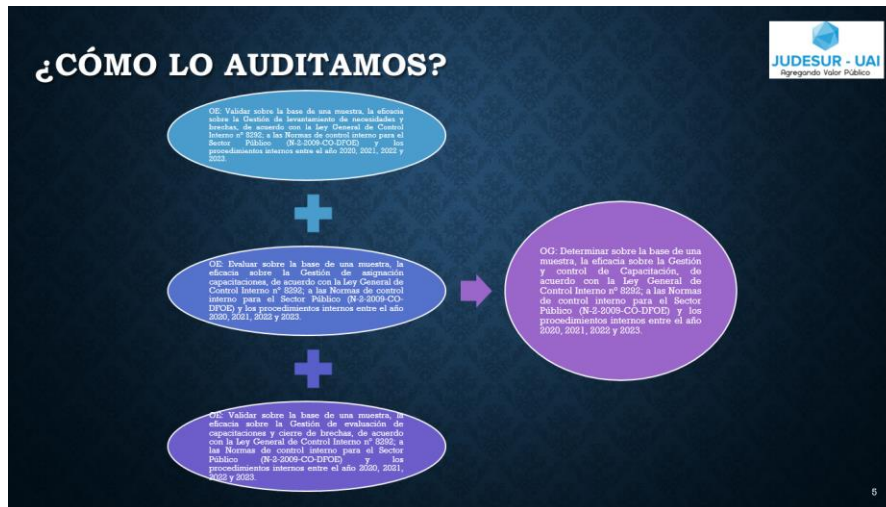 ¿CÓMO LO AUDITAMOS?
JUDESUR - UAI
Agregando Valor Público
OE: Validar sobre la base de una muestra, la
eficacia sobre la Gestión de levantamiento de necesidades y
brechas, de acuerdo con la Ley General de Control
Interno nº 8292; a las Normas de control interno para el
Sector Público (N-2-2009-CO-DFOE) y los
procedimientos internos entre el año 2020, 2021, 2022 y
2023.
OE: Evaluar sobre la base de una muestra, la
eficacia sobre la Gestión de asignación
capacitaciones, de acuerdo con la Ley General de
Control Interno nº 8292; a las Normas de control
interno para el Sector Público (N-2-2009-CO-
DFOE) y los procedimientos internos entre el año
2020, 2021, 2022 y 2023.
OE: Validar sobre la base de una muestra, la
eficacia sobre la Gestión de evaluación de
capacitaciones y cierre de brechas, de acuerdo
con la Ley General de Control Interno nº 8292; a
las Normas de control interno para el Sector
Público (N-2-2009-CO-DFOE) y los
procedimientos internos entre el año 2020, 2021,
2022 y 2023.
OG: Determinar sobre la base de una
muestra, la eficacia sobre la Gestión
y control de Capacitación, de
acuerdo con la Ley General de
Control Interno nº 8292; a las Normas
de control interno para el Sector
Público (N-2-2009-CO-DFOE) y los
procedimientos internos entre el año
2020, 2021, 2022 y 2023.
5